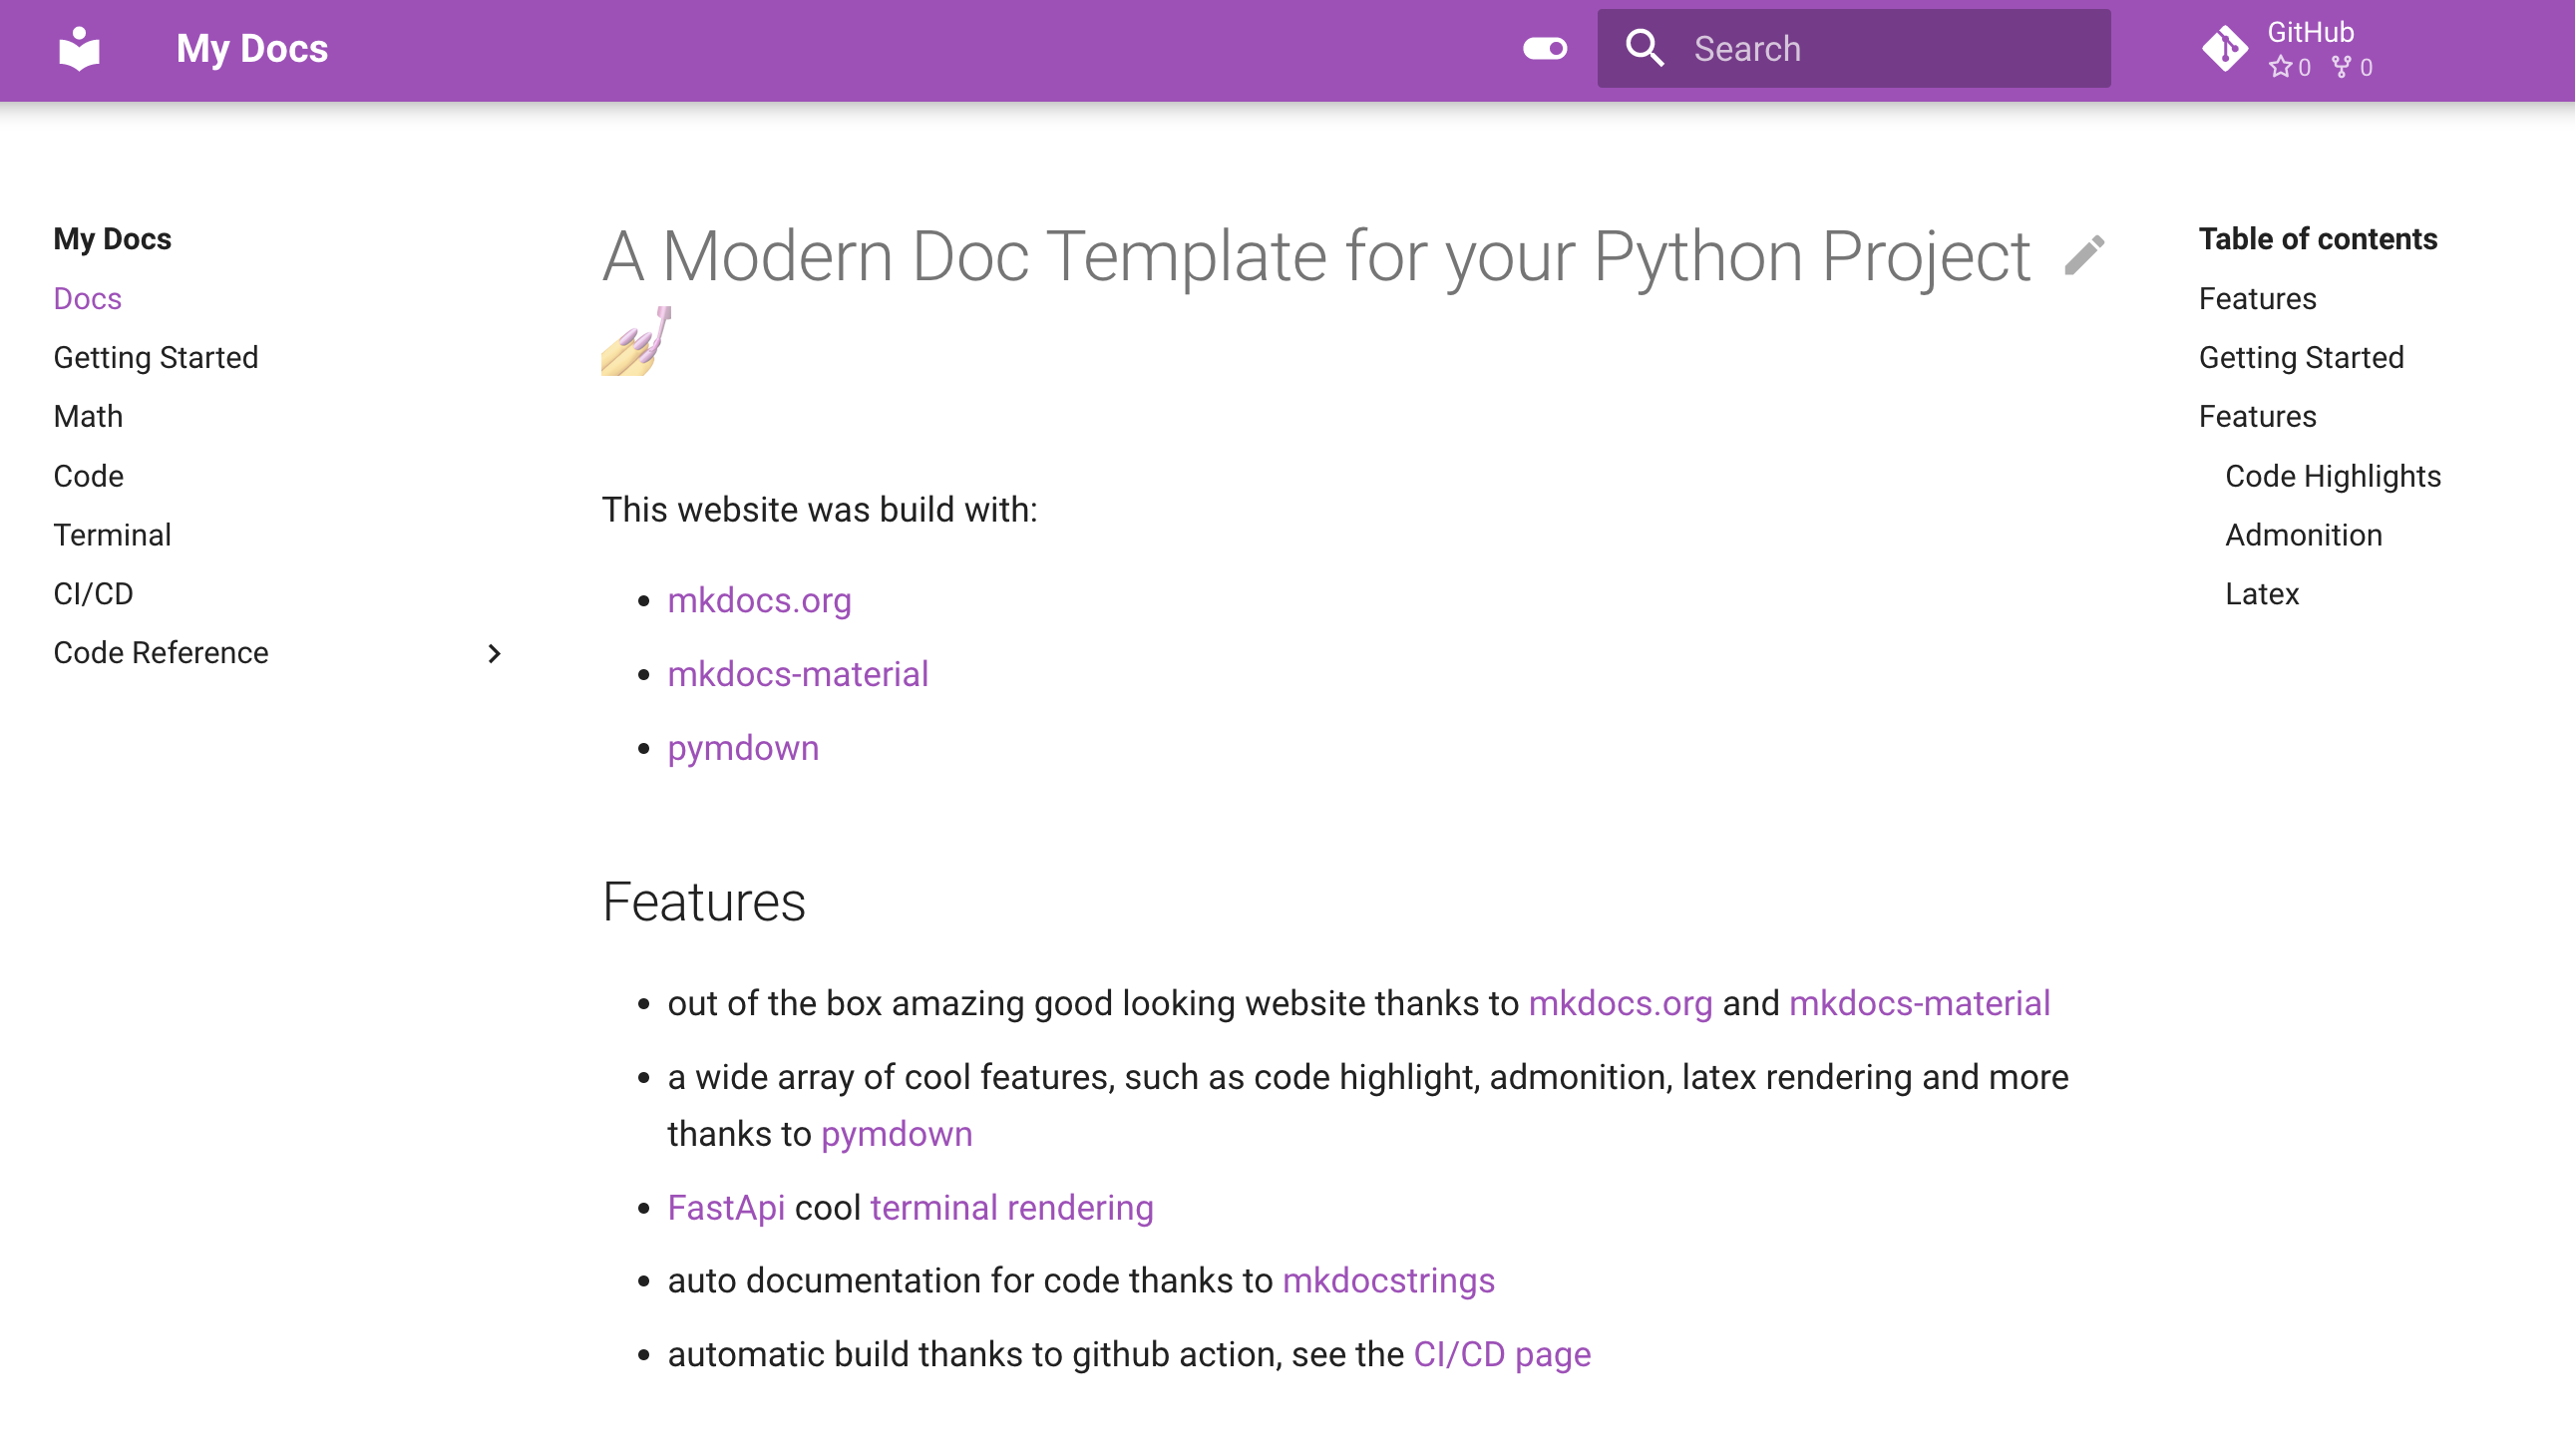 My Docs
Search
GitHub
0 0
My Docs
Docs
Getting Started
Math
Code
Terminal
CI/CD
Code Reference
A Modern Doc Template for your Python Project
💅
This website was build with:
mkdocs.org
mkdocs-material
pymdown
Features
out of the box amazing good looking website thanks to mkdocs.org and mkdocs-material
a wide array of cool features, such as code highlight, admonition, latex rendering and more
thanks to pymdown
FastApi cool terminal rendering
auto documentation for code thanks to mkdocstrings
automatic build thanks to github action, see the CI/CD page
Table of contents
Features
Getting Started
Features
Code Highlights
Admonition
Latex